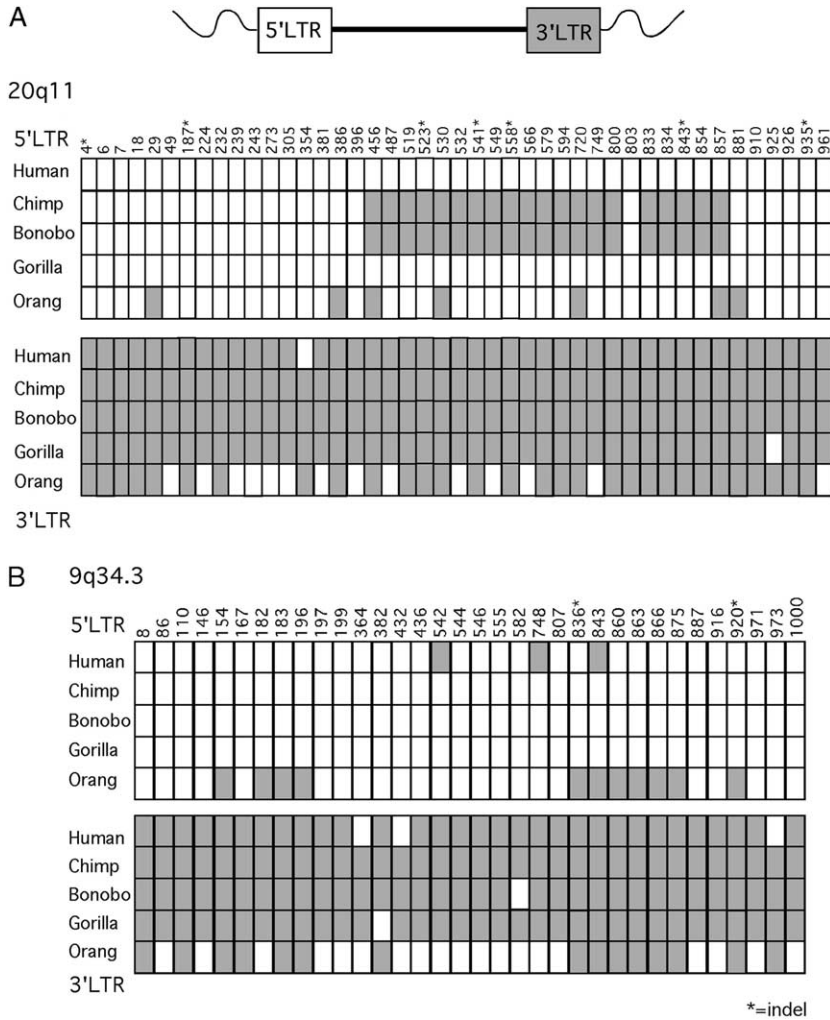 A
5'LTR 3'LTR
20q11
5'LTR 4* 6 7 18 29 49 187* 224 232 239 243 273 305 354 381 386 396 456 487 519 523* 530 532 541* 549 558* 566 579 594 720 749 800 803 833 834 843* 854 857 881 910 925 926 935* 961
Human
Chimp
Bonobo
Gorilla
Orang
Human
Chimp
Bonobo
Gorilla
Orang
3'LTR
B 9q34.3
5'LTR 8 86 110 146 154 167 182 183 196 197 199 364 382 432 436 542 544 546 555 582 748 807 836* 843 860 863 866 875 887 916 920* 971 973 1000
Human
Chimp
Bonobo
Gorilla
Orang
Human
Chimp
Bonobo
Gorilla
Orang
3'LTR
*=indel